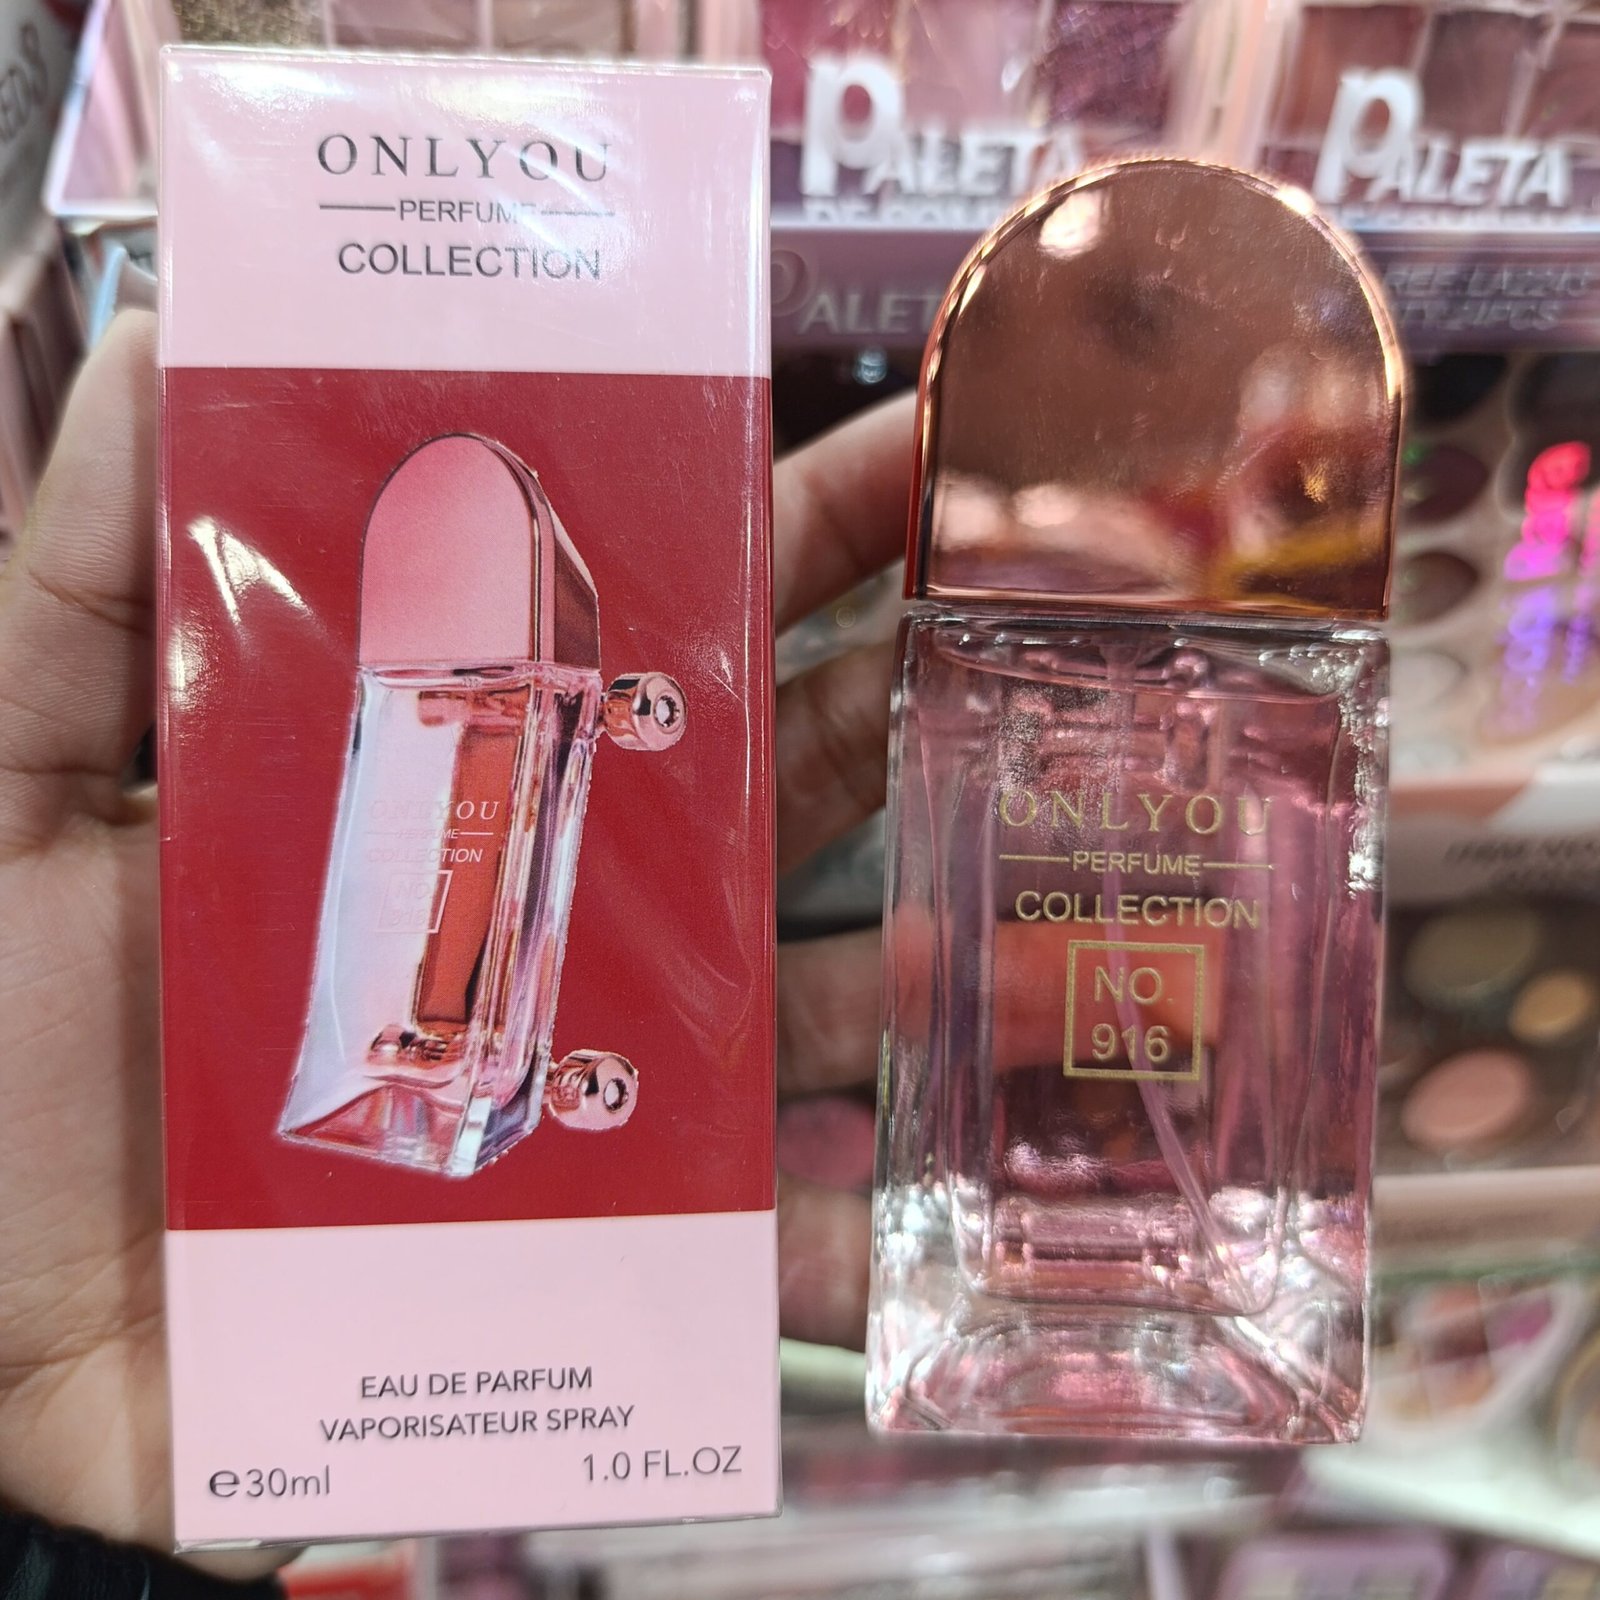 ONLYOU
PERFUME
COLLECTION
ONLYOU
PERFUME
COLLECTION
NO.
916
EAU DE PARFUM
VAPORISATEUR SPRAY
e30ml
1.0 FL.OZ
ONLYOU
PERFUME
COLLECTION
NO.
916
PALETA
PALETA